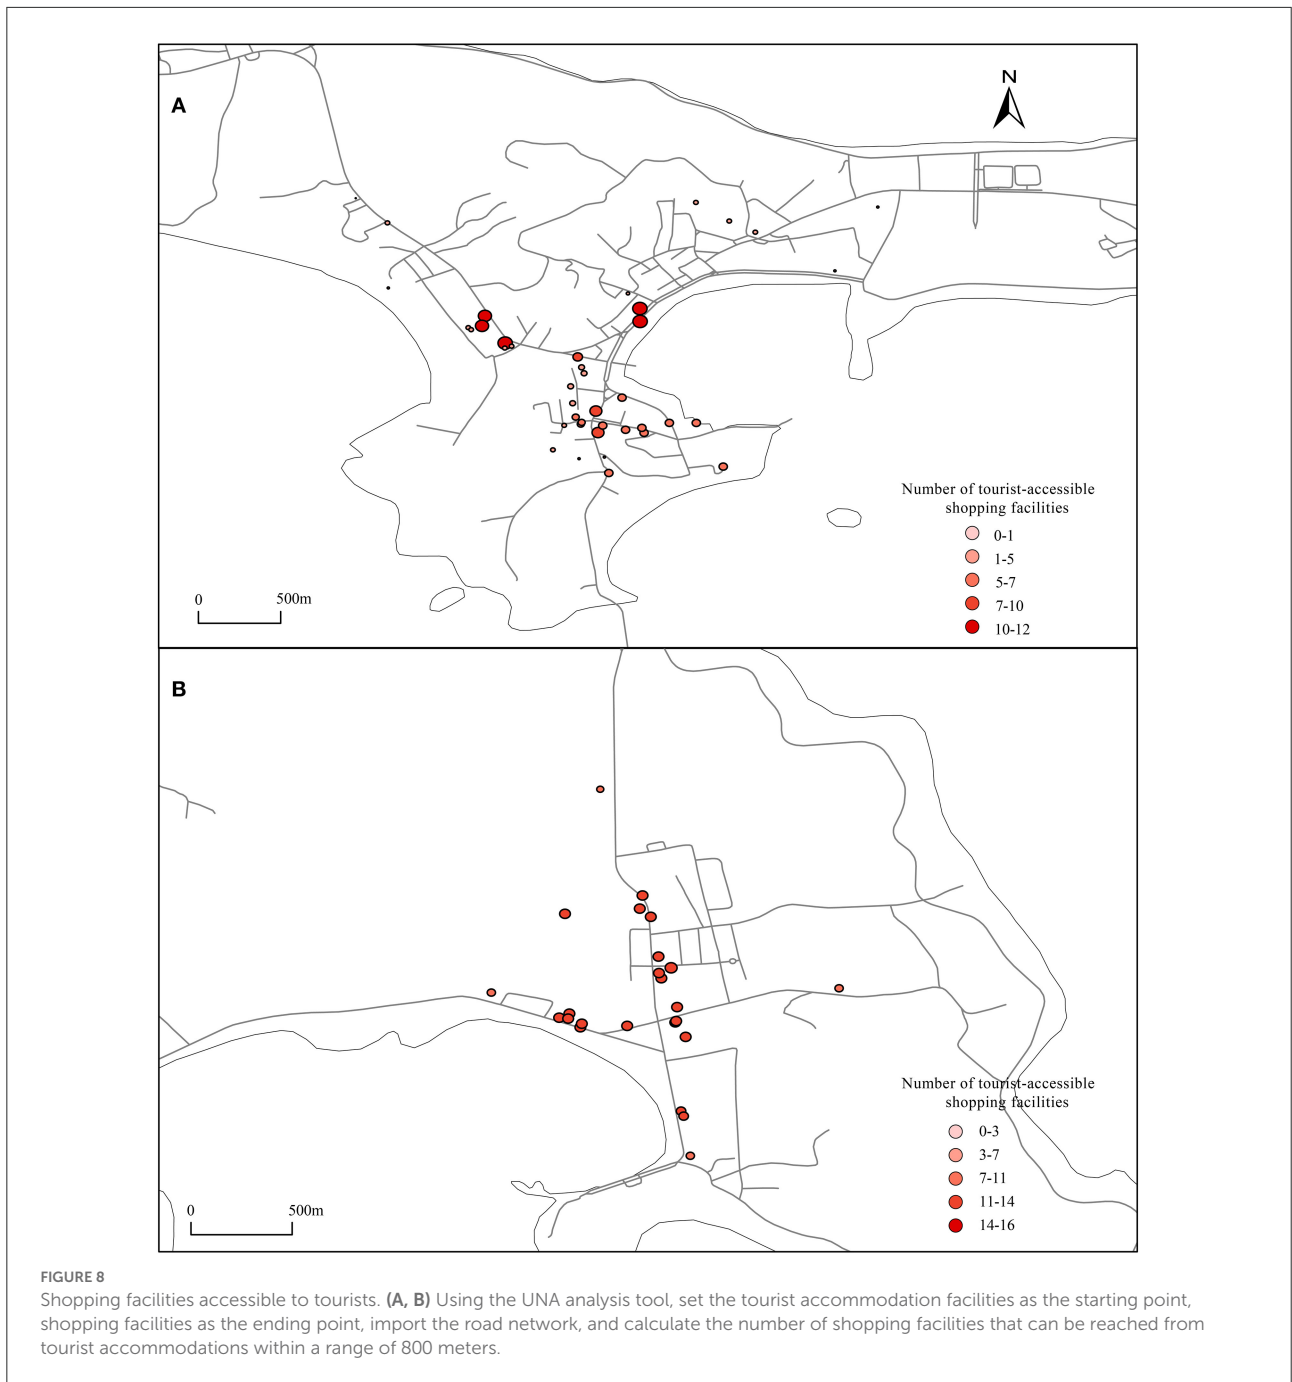 A
N
Number of tourist-accessible
shopping facilities
0-1
1-5
5-7
7-10
10-12
0 500m
B
Number of tourist-accessible
shopping facilities
0-3
3-7
7-11
11-14
14-16
0 500m
FIGURE 8
Shopping facilities accessible to tourists. (A, B) Using the UNA analysis tool, set the tourist accommodation facilities as the starting point,
shopping facilities as the ending point, import the road network, and calculate the number of shopping facilities that can be reached from
tourist accommodations within a range of 800 meters.